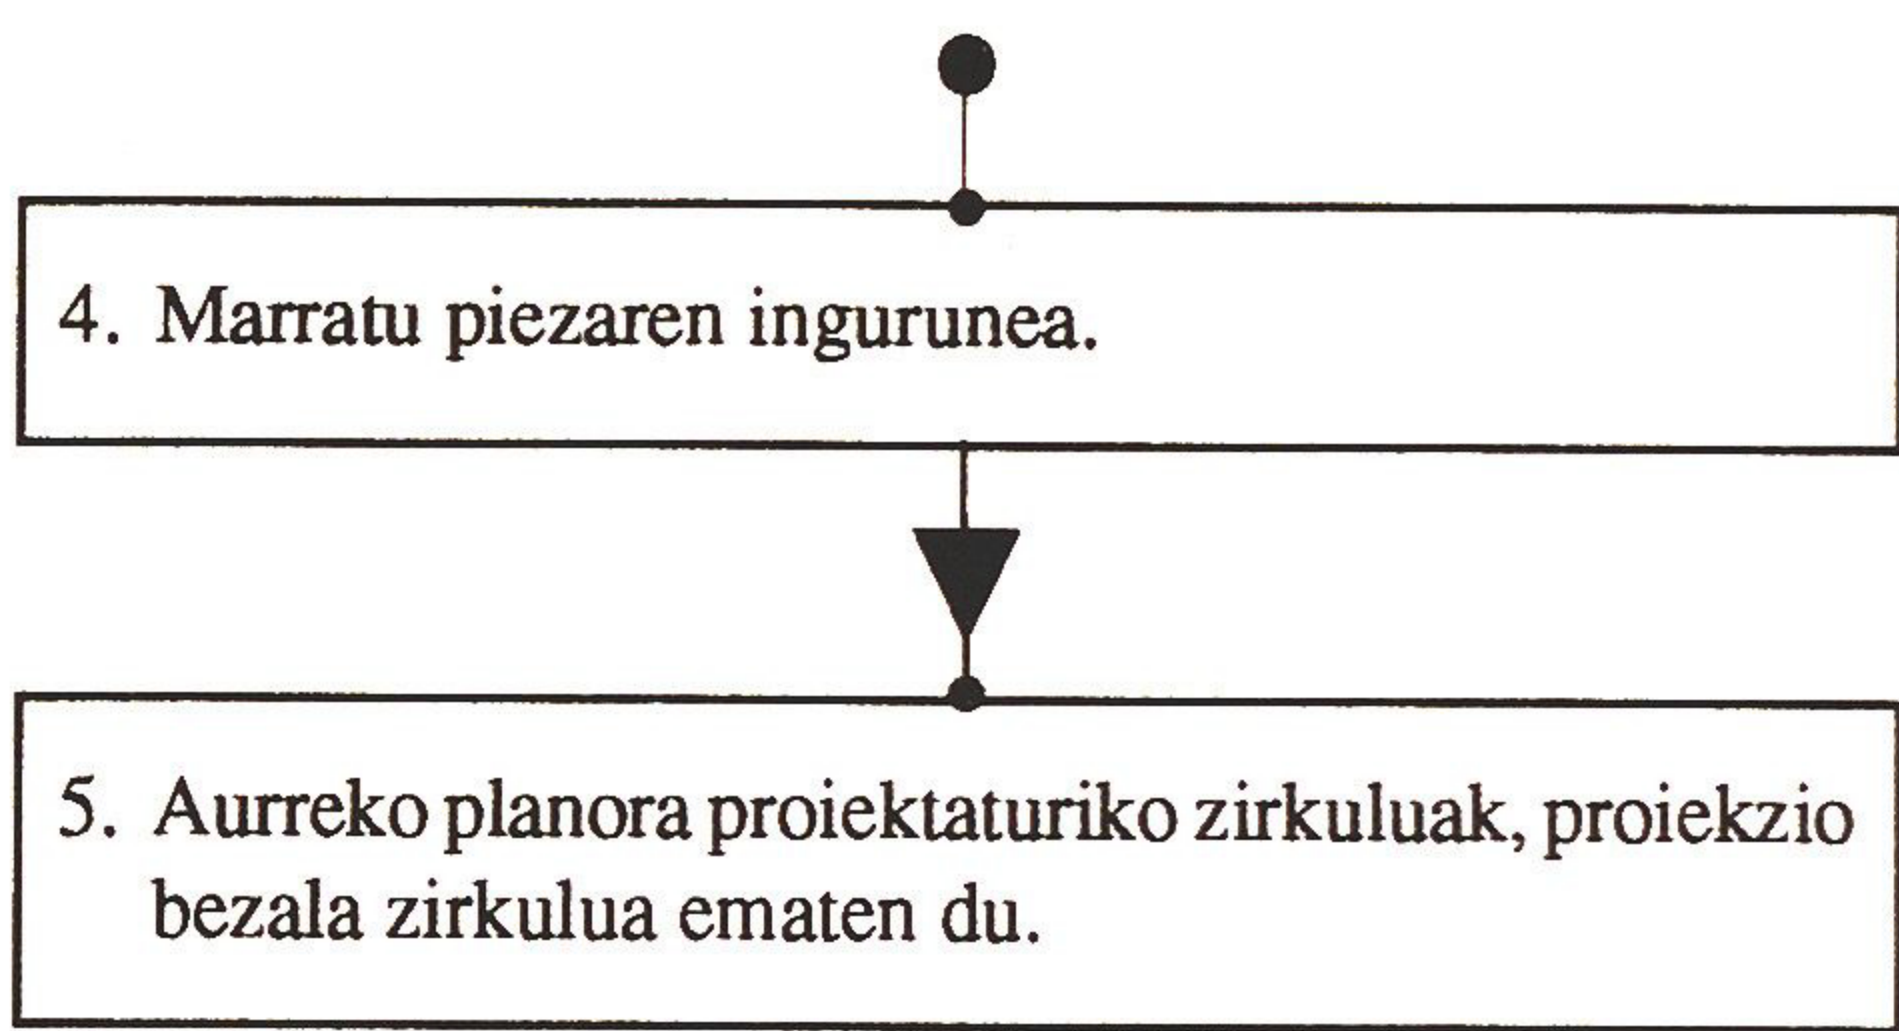 4. Marratu piezaren ingurunea.
5. Aurreko planora proiektaturiko zirkuluak, proiekzio
bezala zirkulua ematen du.